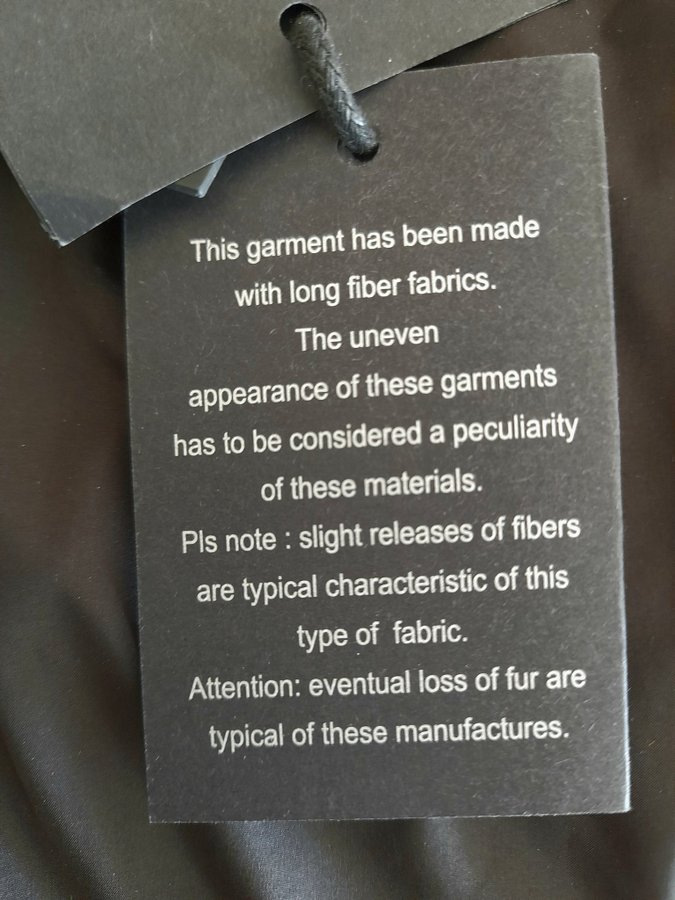 This garment has been made
with long fiber fabrics.
The uneven
appearance of these garments
has to be considered a peculiarity
of these materials.
Pls note : slight releases of fibers
are typical characteristic of this
type of fabric.
Attention: eventual loss of fur are
typical of these manufactures.